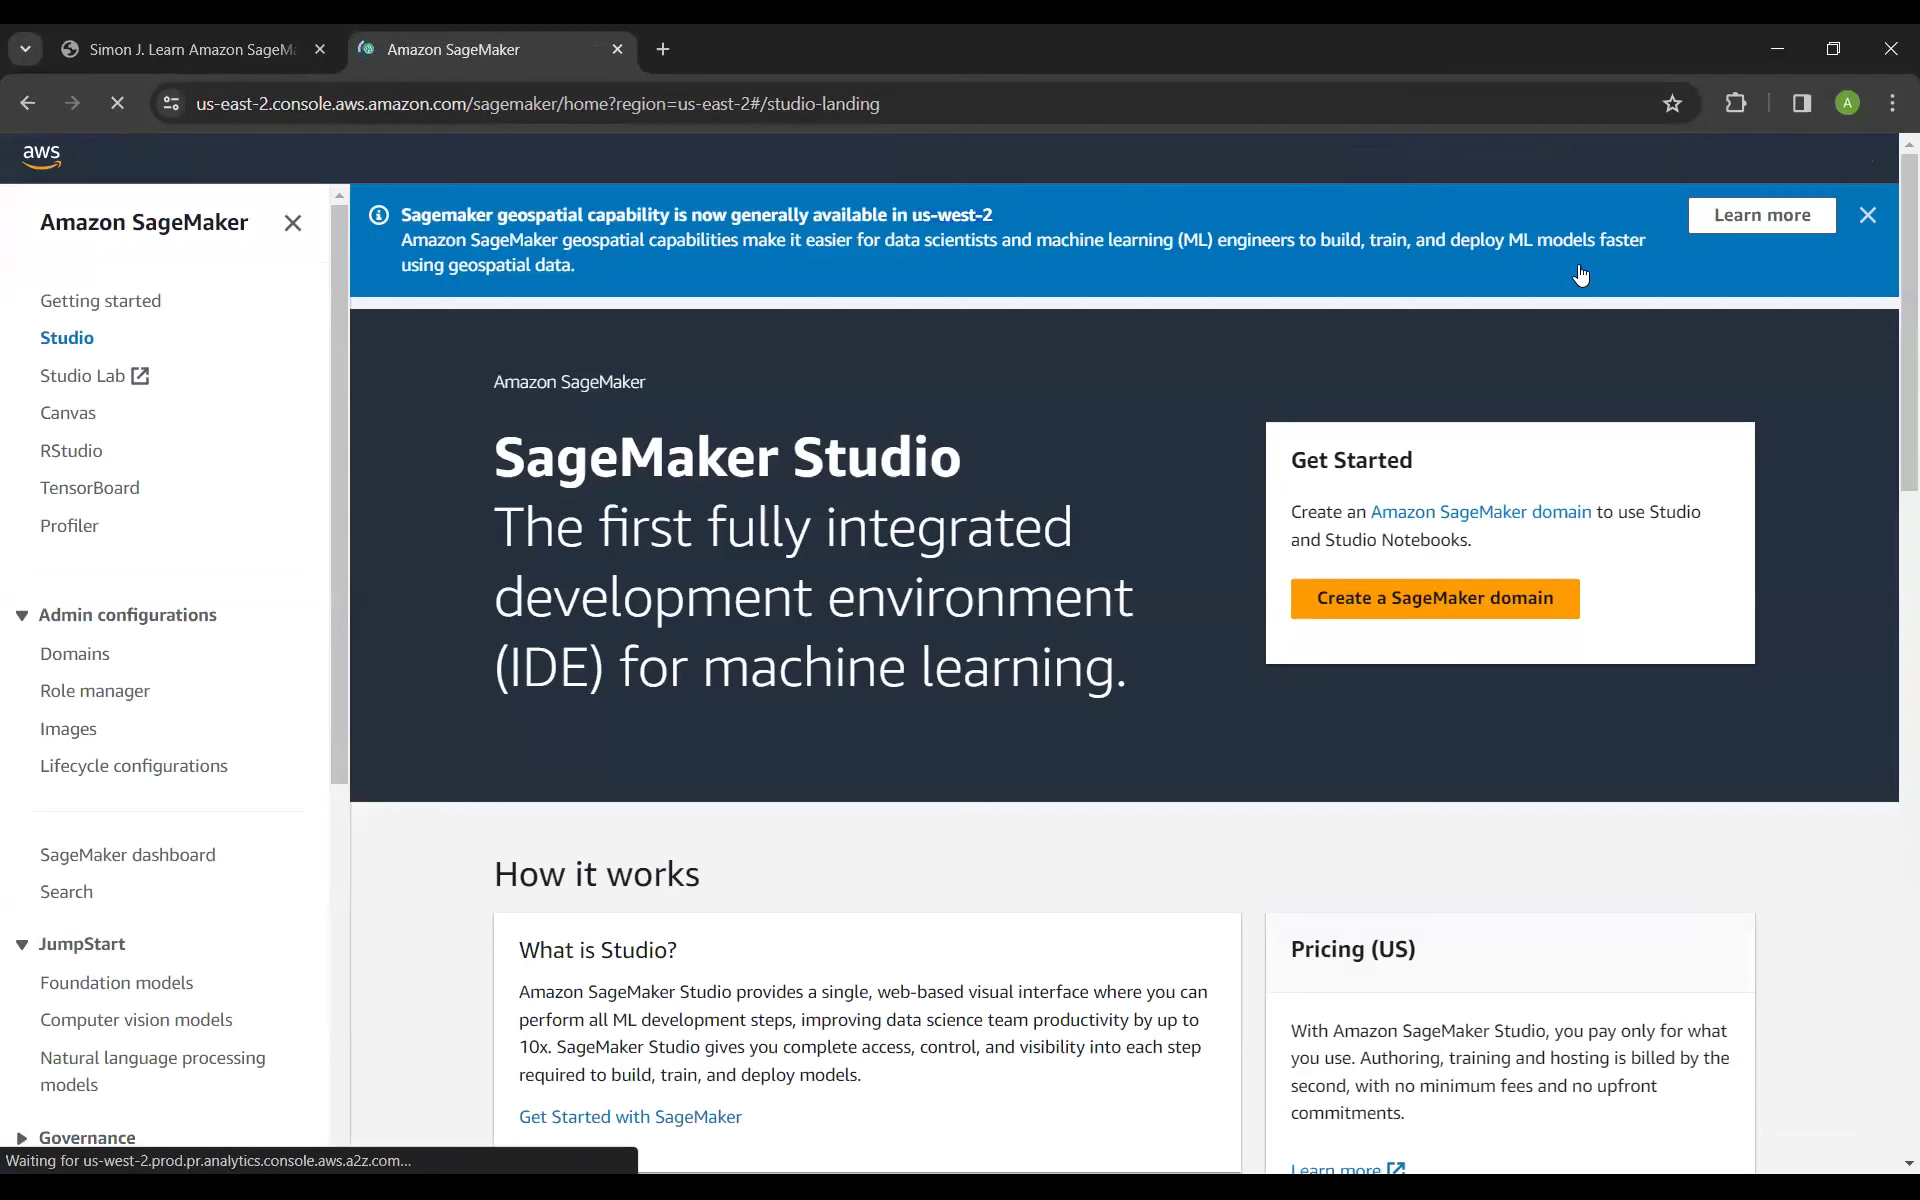 Simon J. Learn Amazon SageM
Amazon SageMaker
us-east-2.console.aws.amazon.com/sagemaker/home?region=us-east-2#/studio-landing
A
aws
Amazon SageMaker
Getting started
Studio
Studio Lab
Canvas
RStudio
TensorBoard
Profiler
Admin configurations
Domains
Role manager
Images
Lifecycle configurations
SageMaker dashboard
Search
JumpStart
Foundation models
Computer vision models
Natural language processing
models
Governance
Sagemaker geospatial capability is now generally available in us-west-2
Amazon SageMaker geospatial capabilities make it easier for data scientists and machine learning (ML) engineers to build, train, and deploy ML models faster
using geospatial data.
Learn more
Amazon SageMaker
SageMaker Studio
The first fully integrated
development environment
(IDE) for machine learning.
Get Started
Create an Amazon SageMaker domain to use Studio
and Studio Notebooks.
Create a SageMaker domain
How it works
What is Studio?
Amazon SageMaker Studio provides a single, web-based visual interface where you can
perform all ML development steps, improving data science team productivity by up to
10x. SageMaker Studio gives you complete access, control, and visibility into each step
required to build, train, and deploy models.
Get Started with SageMaker
Pricing (US)
With Amazon SageMaker Studio, you pay only for what
you use. Authoring, training and hosting is billed by the
second, with no minimum fees and no upfront
commitments.
Learn more
Waiting for us-west-2.prod.pr.analytics.console.aws.a2z.com...